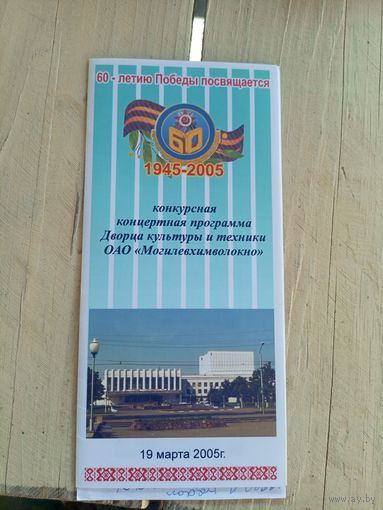 60 - летию Победы посвящается
60
1945-2005
конкурсная
концертная программа
Дворца культуры и техники
ОАО «Могилевхимволокно»
19 марта 2005г.
www.ay.by